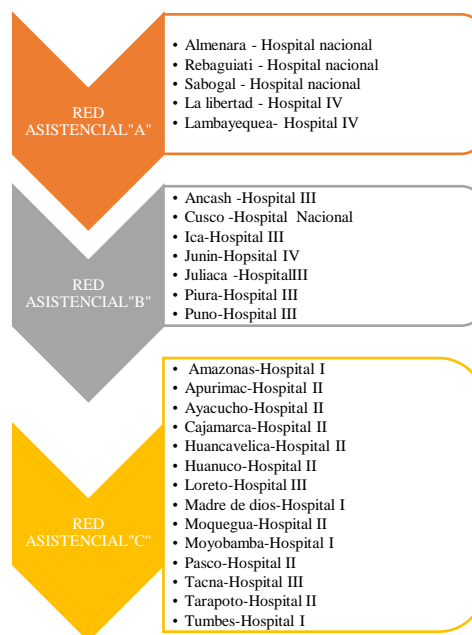 RED
ASISTENCIAL"A"
• Almenara - Hospital nacional
• Rebaguiati - Hospital nacional
• Sabogal - Hospital nacional
• La libertad - Hospital IV
• Lambayequea- Hospital IV
RED
ASISTENCIAL"B"
• Ancash -Hospital III
• Cusco -Hospital Nacional
• Ica-Hospital III
• Junin-Hopsital IV
• Juliaca -HospitalIII
• Piura-Hospital III
• Puno-Hospital III
RED
ASISTENCIAL"C"
• Amazonas-Hospital I
• Apurimac-Hospital II
• Ayacucho-Hospital II
• Cajamarca-Hospital II
• Huancavelica-Hospital II
• Huanuco-Hospital II
• Loreto-Hospital III
• Madre de dios-Hospital I
• Moquegua-Hospital II
• Moyobamba-Hospital I
• Pasco-Hospital II
• Tacna-Hospital III
• Tarapoto-Hospital II
• Tumbes-Hospital I